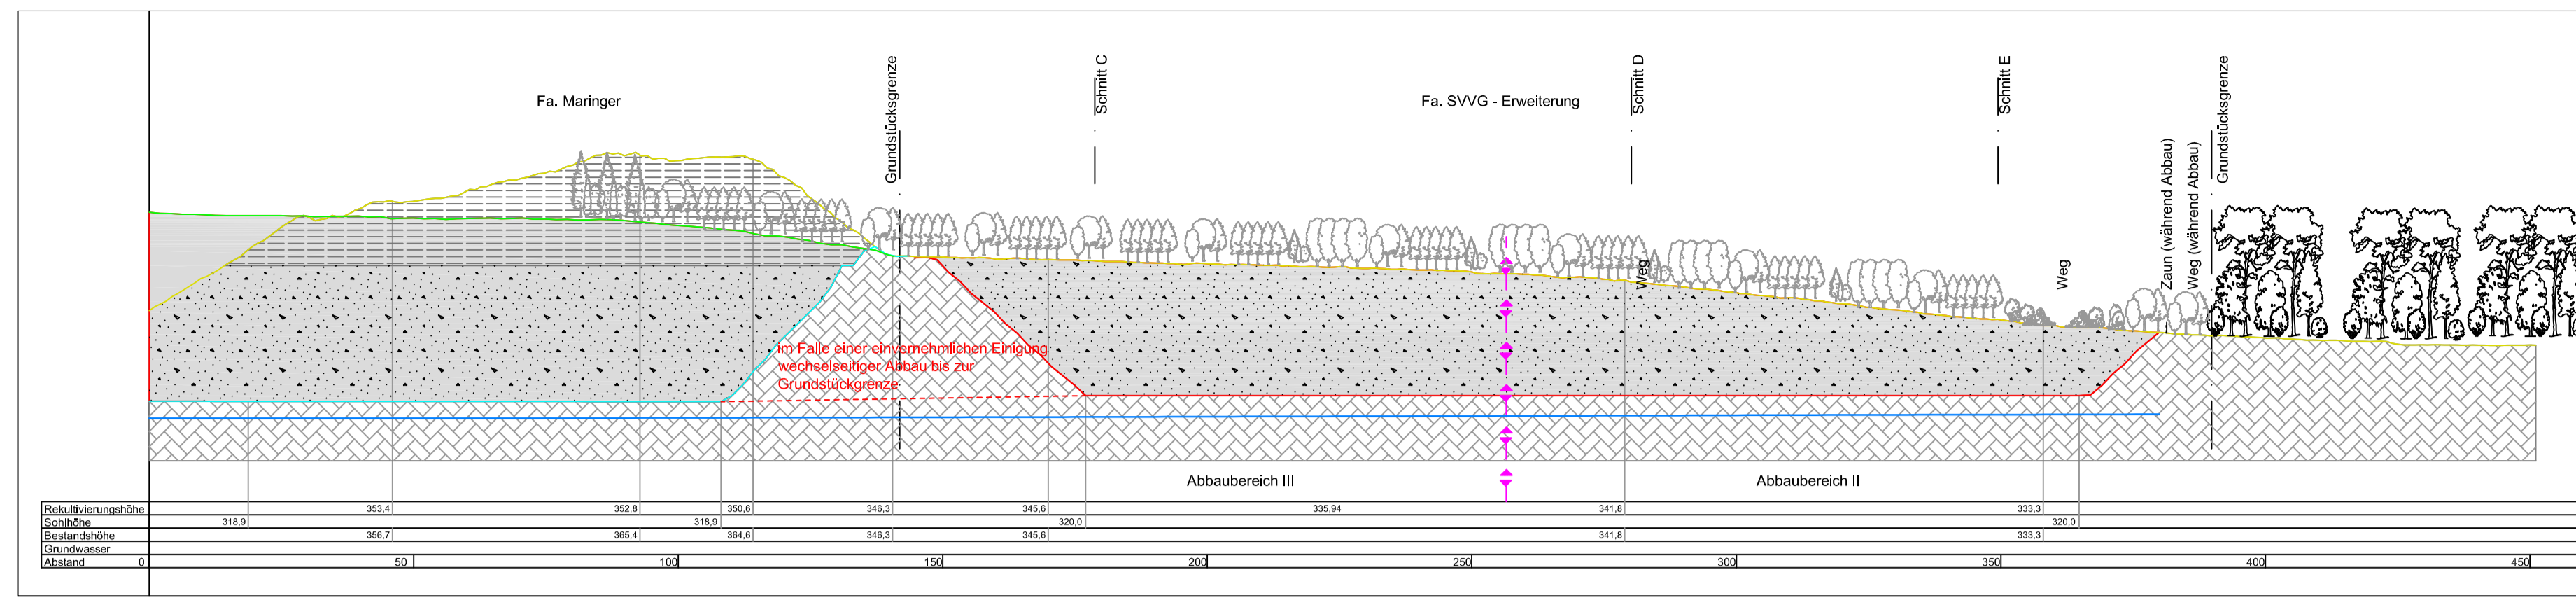 Fa. Maringer
Grundstücksgrenze
Schnitt C
Fa. SVVG - Erweiterung
Schnitt D
Schnitt E
Grundstücksgrenze
Zaun (während Abbau)
Weg (während Abbau)
Weg
Weg
im Falle einer einvernehmlichen Einigung
wechselseitiger Abbau bis zur
Grundstückgrenze
Abbaubereich III
Abbaubereich II
Rekultivierungshöhe 353,4 352,8 350,6 346,3 345,6 335,94 341,8 333,3
Sohlhöhe 318,9 318,9 320,0 320,0
Bestandshöhe 356,7 365,4 364,6 346,3 345,6 341,8 333,3
Grundwasser
Abstand 0 50 100 150 200 250 300 350 400 450